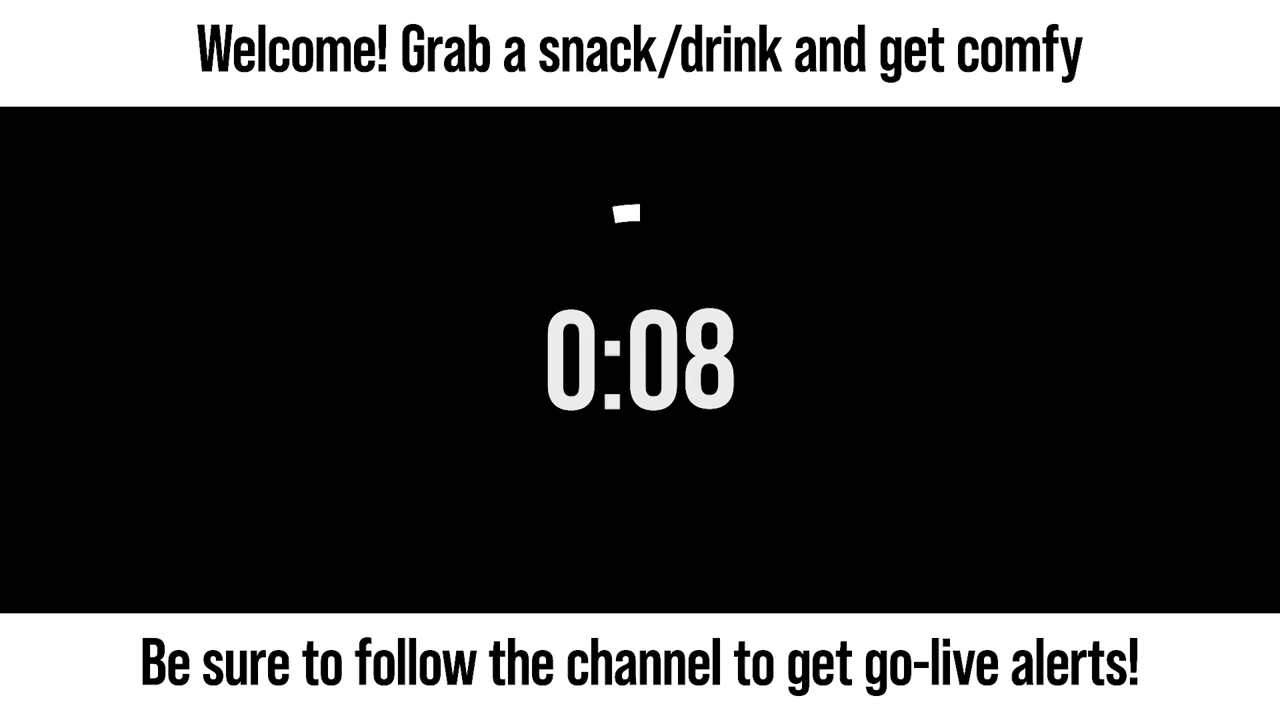 Welcome! Grab a snack/drink and get comfy
0:08
Be sure to follow the channel to get go-live alerts!